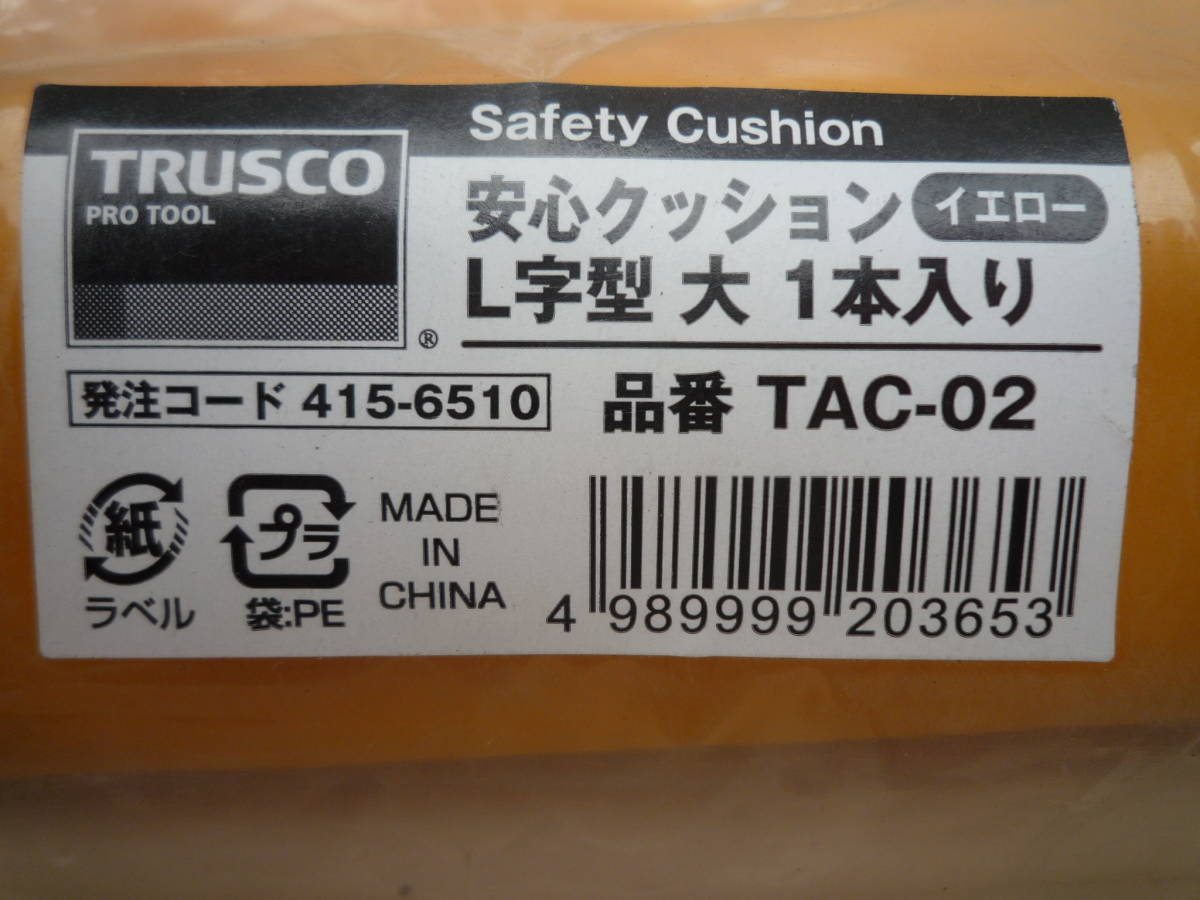 Safety Cushion
TRUSCO
PRO TOOL
®
安心クッション イエロー
L字型 大 1本入り
発注コード 415-6510
品番 TAC-02
紙
ラベル
プラ
袋:PE
MADE
IN
CHINA
4 989999 203653